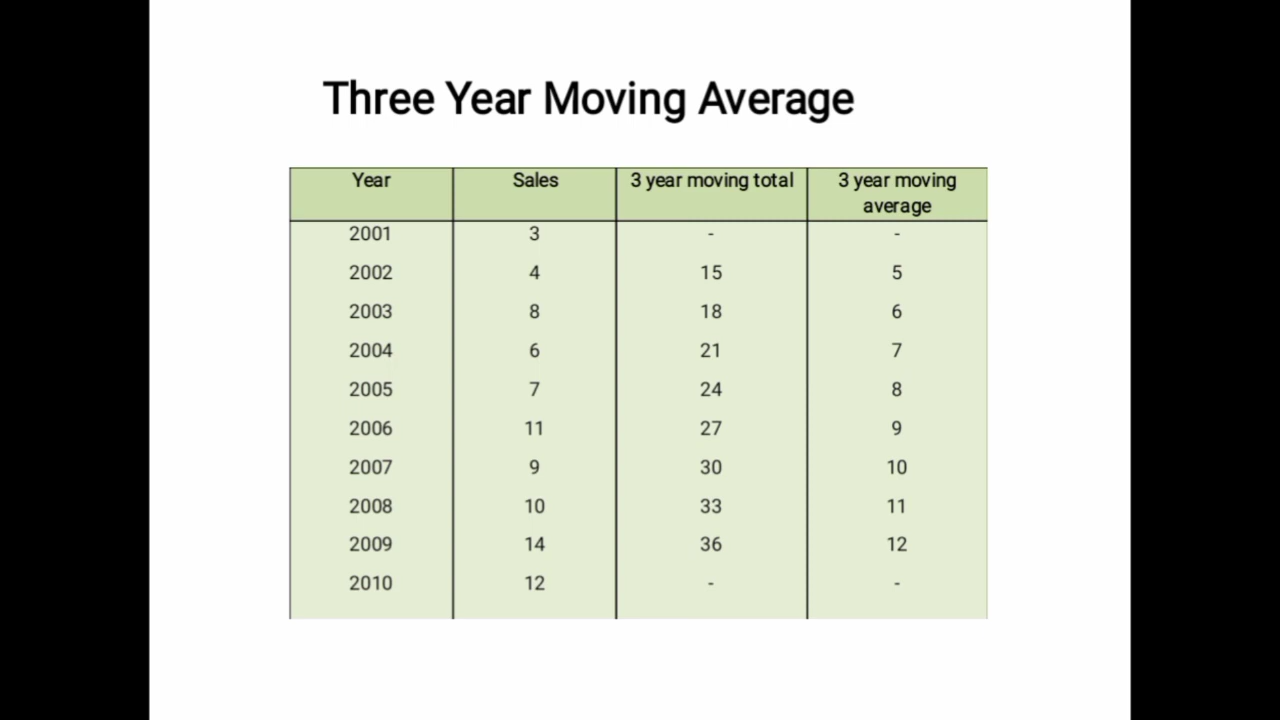 Three Year Moving Average
Year Sales 3 year moving total 3 year moving average
2001 3 - -
2002 4 15 5
2003 8 18 6
2004 6 21 7
2005 7 24 8
2006 11 27 9
2007 9 30 10
2008 10 33 11
2009 14 36 12
2010 12 - -